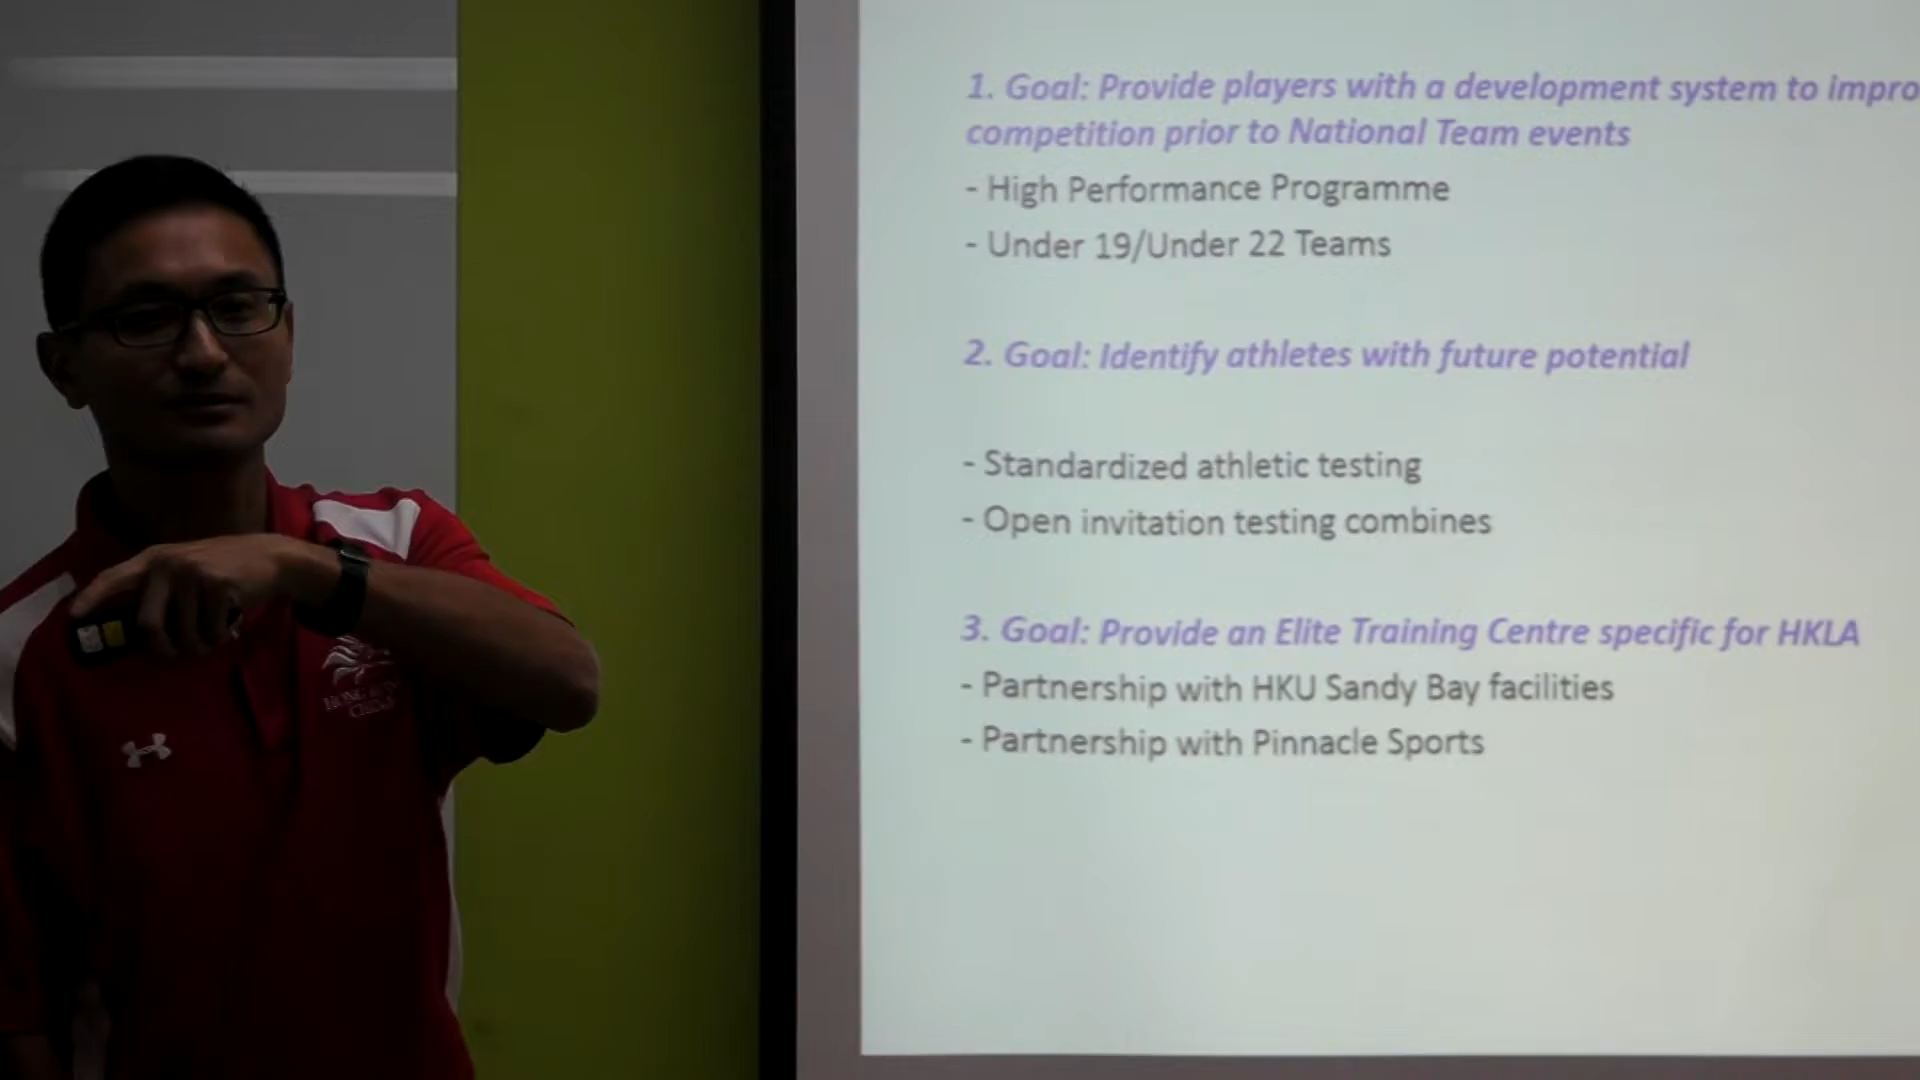 1. Goal: Provide players with a development system to impro
competition prior to National Team events
- High Performance Programme
- Under 19/Under 22 Teams
2. Goal: Identify athletes with future potential
- Standardized athletic testing
- Open invitation testing combines
3. Goal: Provide an Elite Training Centre specific for HKLA
- Partnership with HKU Sandy Bay facilities
- Partnership with Pinnacle Sports
HONG KONG
CHINA